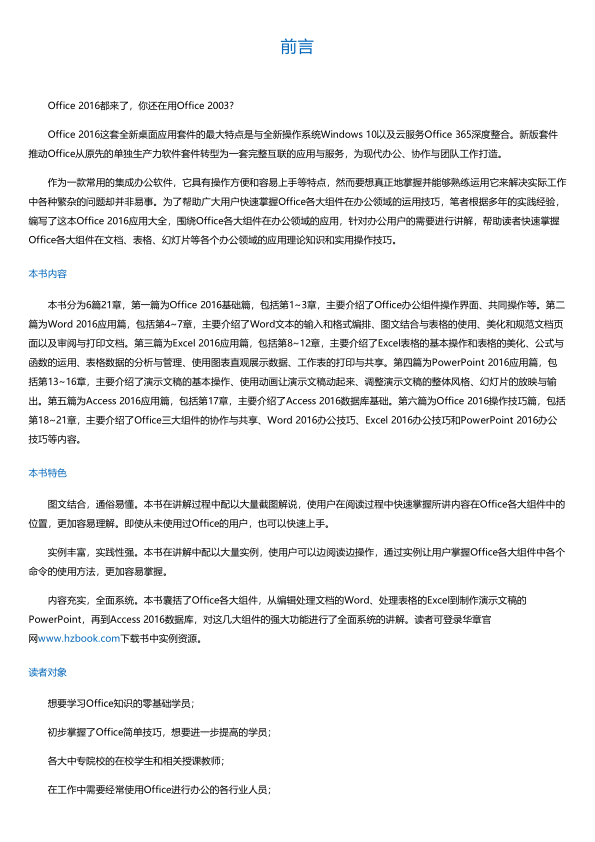 前言
Office 2016都来了，你还在用Office 2003？
Office 2016这套全新桌面应用套件的最大特点是与全新操作系统Windows 10以及云服务Office 365深度整合。新版套件
推动Office从原先的单独生产力软件套件转型为一套完整互联的应用与服务，为现代办公、协作与团队工作打造。
作为一款常用的集成办公软件，它具有操作方便和容易上手等特点，然而要想真正地掌握并能够熟练运用它来解决实际工作
中各种繁杂的问题却并非易事。为了帮助广大用户快速掌握Office各大组件在办公领域的运用技巧，笔者根据多年的实践经验，
编写了这本Office 2016应用大全，围绕Office各大组件在办公领域的应用，针对办公用户的需要进行讲解，帮助读者快速掌握
Office各大组件在文档、表格、幻灯片等各个办公领域的应用理论知识和实用操作技巧。
本书内容
本书分为6篇21章，第一篇为Office 2016基础篇，包括第1~3章，主要介绍了Office办公组件操作界面、共同操作等。第二
篇为Word 2016应用篇，包括第4~7章，主要介绍了Word文本的输入和格式编排、图文结合与表格的使用、美化和规范文档页
面以及审阅与打印文档。第三篇为Excel 2016应用篇，包括第8~12章，主要介绍了Excel表格的基本操作和表格的美化、公式与
函数的运用、表格数据的分析与管理、使用图表直观展示数据、工作表的打印与共享。第四篇为PowerPoint 2016应用篇，包
括第13~16章，主要介绍了演示文稿的基本操作、使用动画让演示文稿动起来、调整演示文稿的整体风格、幻灯片的放映与输
出。第五篇为Access 2016应用篇，包括第17章，主要介绍了Access 2016数据库基础。第六篇为Office 2016操作技巧篇，包括
第18~21章，主要介绍了Office三大组件的协作与共享、Word 2016办公技巧、Excel 2016办公技巧和PowerPoint 2016办公
技巧等内容。
本书特色
图文结合，通俗易懂。本书在讲解过程中配以大量截图解说，使用户在阅读过程中快速掌握所讲内容在Office各大组件中的
位置，更加容易理解。即使从未使用过Office的用户，也可以快速上手。
实例丰富，实践性强。本书在讲解中配以大量实例，使用户可以边阅读边操作，通过实例让用户掌握Office各大组件中各个
命令的使用方法，更加容易掌握。
内容充实，全面系统。本书囊括了Office各大组件，从编辑处理文档的Word、处理表格的Excel到制作演示文稿的
PowerPoint，再到Access 2016数据库，对这几大组件的强大功能进行了全面系统的讲解。读者可登录华章官
网www.hzbook.com下载书中实例资源。
读者对象
想要学习Office知识的零基础学员；
初步掌握了Office简单技巧，想要进一步提高的学员；
各大中专院校的在校学生和相关授课教师；
在工作中需要经常使用Office进行办公的各行业人员；